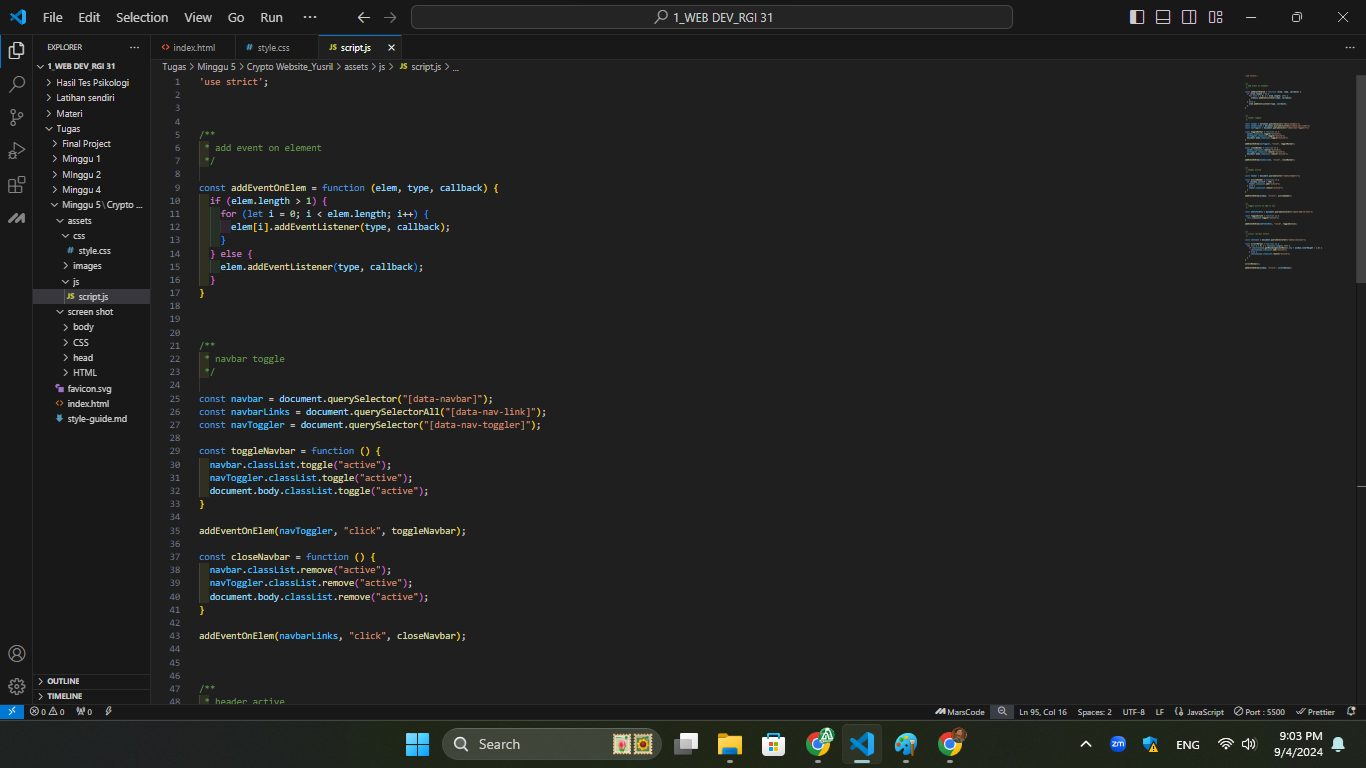 File Edit Selection View Go Run ··· 1_WEB DEV_RGI 31
EXPLORER ···
1_WEB DEV_RGI 31
Hasil Tes Psikologi
Latihan sendiri
Materi
Tugas
Final Project
Minggu 1
MInggu 2
Minggu 4
Minggu 5 \ Crypto ...
assets
css
# style.css
images
js
JS script.js
screen shot
body
CSS
head
HTML
favicon.svg
<> index.html
style-guide.md
OUTLINE
TIMELINE
<> index.html # style.css JS script.js ···
Tugas > Minggu 5 > Crypto Website_Yusril > assets > js > JS script.js > ...
1 'use strict';
2
3
4
5 /**
6 * add event on element
7 */
8
9 const addEventOnElem = function (elem, type, callback) {
10 if (elem.length > 1) {
11 for (let i = 0; i < elem.length; i++) {
12 elem[i].addEventListener(type, callback);
13 }
14 } else {
15 elem.addEventListener(type, callback);
16 }
17 }
18
19
20
21 /**
22 * navbar toggle
23 */
24
25 const navbar = document.querySelector("[data-navbar]");
26 const navbarLinks = document.querySelectorAll("[data-nav-link]");
27 const navToggler = document.querySelector("[data-nav-toggler]");
28
29 const toggleNavbar = function () {
30 navbar.classList.toggle("active");
31 navToggler.classList.toggle("active");
32 document.body.classList.toggle("active");
33 }
34
35 addEventOnElem(navToggler, "click", toggleNavbar);
36
37 const closeNavbar = function () {
38 navbar.classList.remove("active");
39 navToggler.classList.remove("active");
40 document.body.classList.remove("active");
41 }
42
43 addEventOnElem(navbarLinks, "click", closeNavbar);
44
45
46
47 /**
48 * header active
0 0 0 MarsCode Ln 95, Col 16 Spaces: 2 UTF-8 LF JavaScript Port : 5500 Prettier
Search zm ENG 9:03 PM
9/4/2024